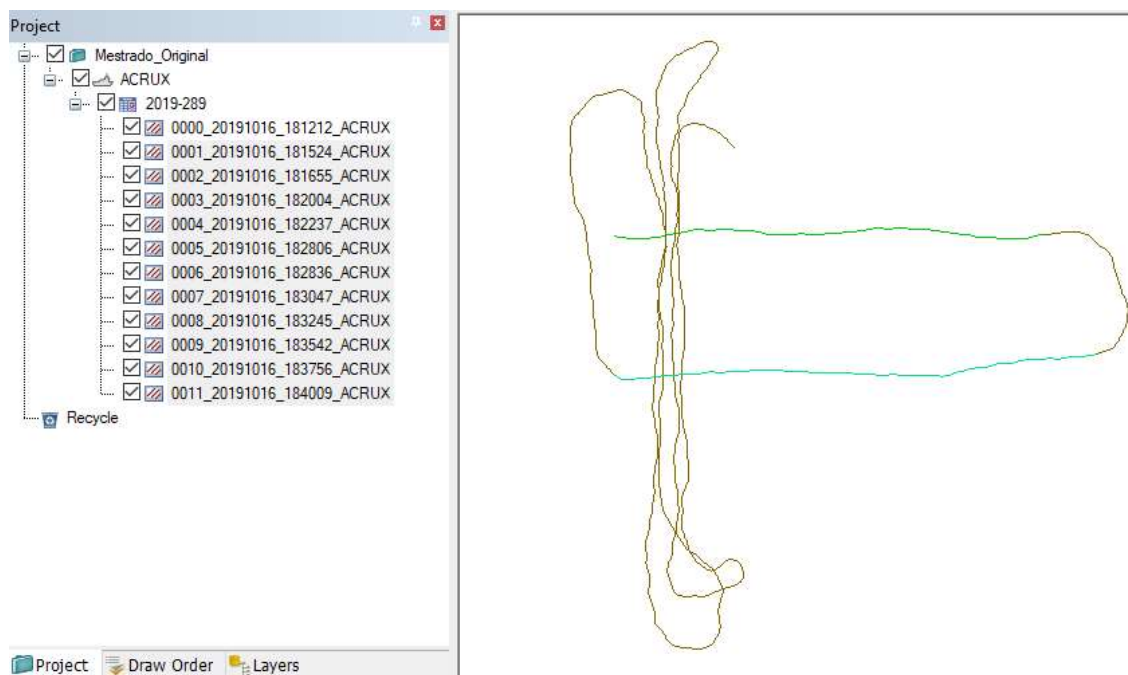 Project
Mestrado_Original
ACRUX
2019-289
0000_20191016_181212_ACRUX
0001_20191016_181524_ACRUX
0002_20191016_181655_ACRUX
0003_20191016_182004_ACRUX
0004_20191016_182237_ACRUX
0005_20191016_182806_ACRUX
0006_20191016_182836_ACRUX
0007_20191016_183047_ACRUX
0008_20191016_183245_ACRUX
0009_20191016_183542_ACRUX
0010_20191016_183756_ACRUX
0011_20191016_184009_ACRUX
Recycle
Project Draw Order Layers